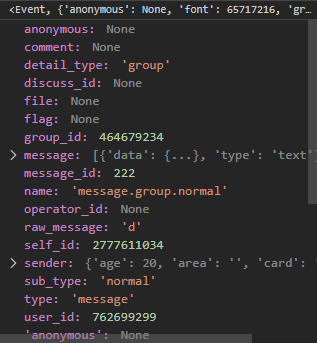 <Event, {'anonymous': None, 'font': 65717216, 'gr…
anonymous: None
comment: None
detail_type: 'group'
discuss_id: None
file: None
flag: None
group_id: 464679234
message: [{'data': {...}, 'type': 'text'}
message_id: 222
name: 'message.group.normal'
operator_id: None
raw_message: 'd'
self_id: 2777611034
sender: {'age': 20, 'area': '', 'card': '
sub_type: 'normal'
type: 'message'
user_id: 762699299
'anonymous': None